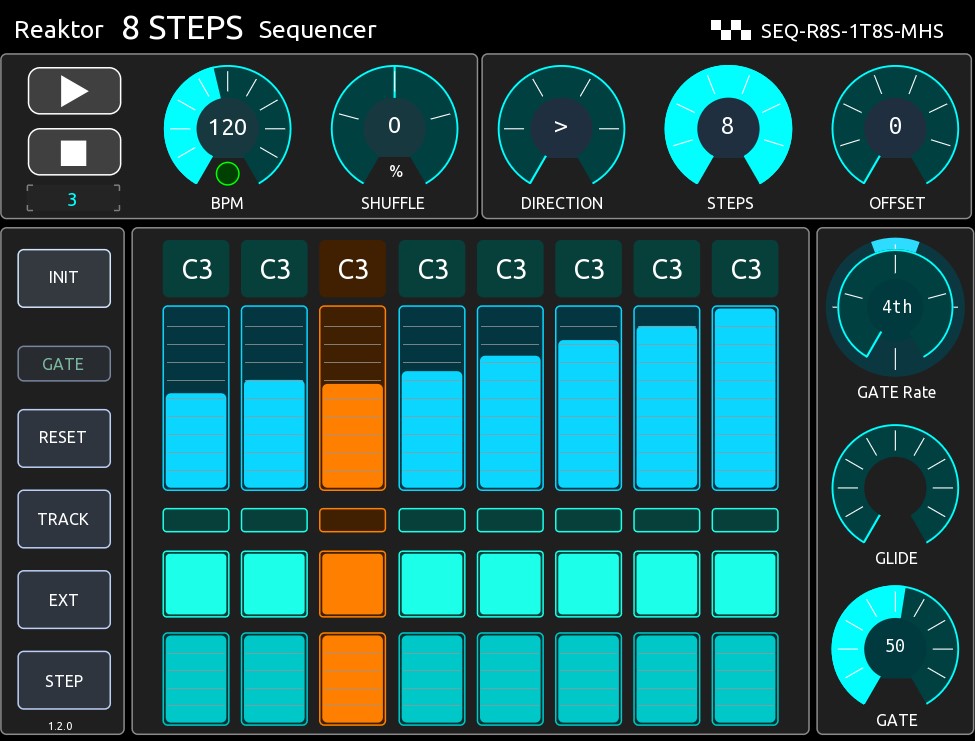 Reaktor 8 STEPS Sequencer
SEQ-R8S-1T8S-MHS
120
BPM
0
%
SHUFFLE
>
DIRECTION
8
STEPS
0
OFFSET
3
INIT
GATE
RESET
TRACK
EXT
STEP
1.2.0
C3 C3 C3 C3 C3 C3 C3 C3
4th
GATE Rate
GLIDE
50
GATE